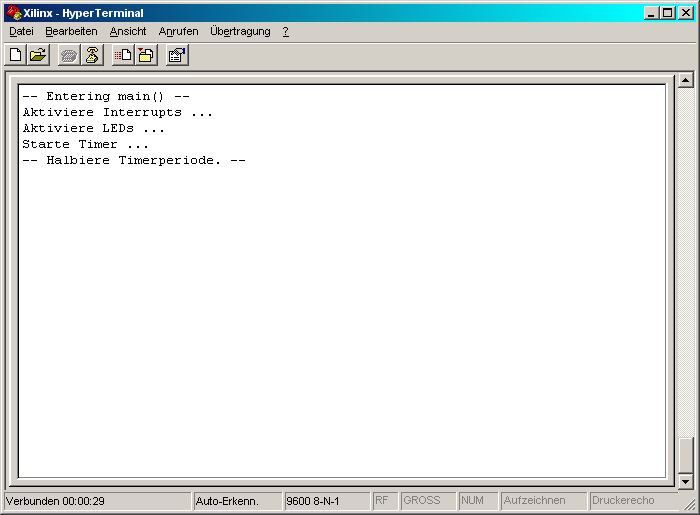 Xilinx - HyperTerminal
Datei Bearbeiten Ansicht Anrufen Übertragung ?
-- Entering main() --
Aktiviere Interrupts ...
Aktiviere LEDs ...
Starte Timer ...
-- Halbiere Timerperiode. --
Verbunden 00:00:29 Auto-Erkenn. 9600 8-N-1 RF GROSS NUM Aufzeichnen Druckerecho